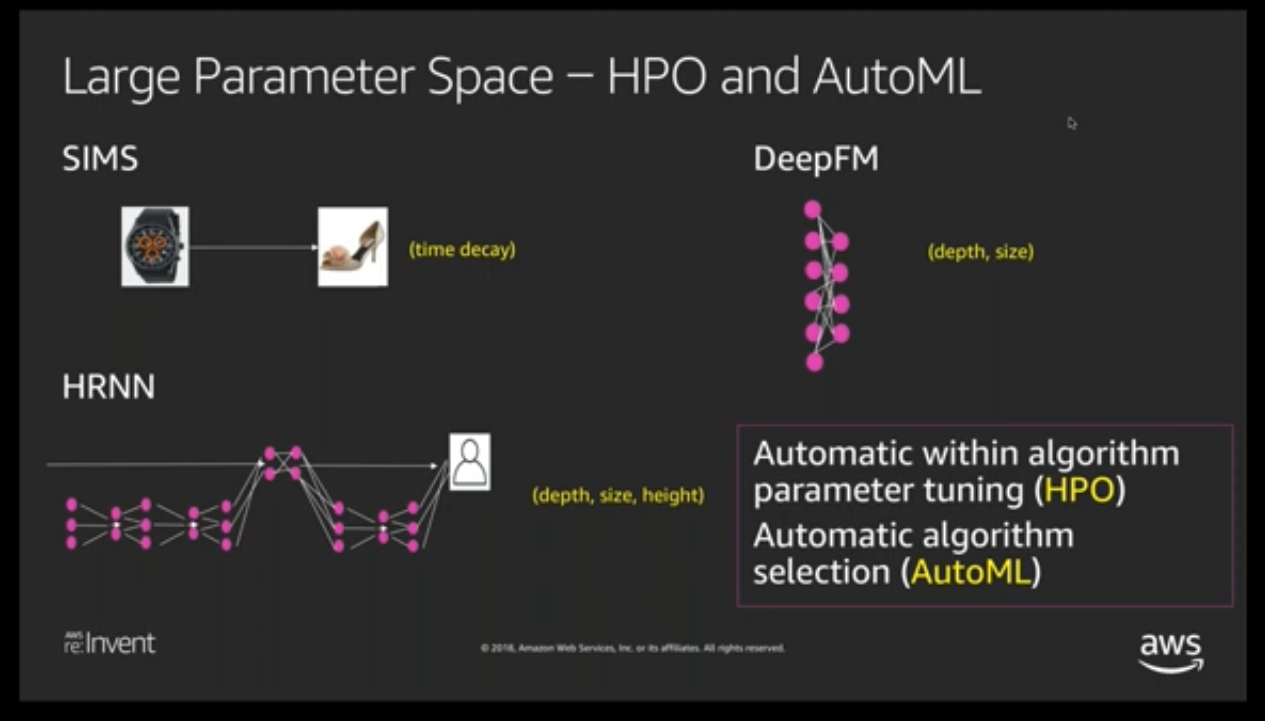 Large Parameter Space – HPO and AutoML
SIMS
(time decay)
DeepFM
(depth, size)
HRNN
(depth, size, height)
Automatic within algorithm
parameter tuning (HPO)
Automatic algorithm
selection (AutoML)
AWS
re:Invent
© 2018, Amazon Web Services, Inc. or its affiliates. All rights reserved.
aws